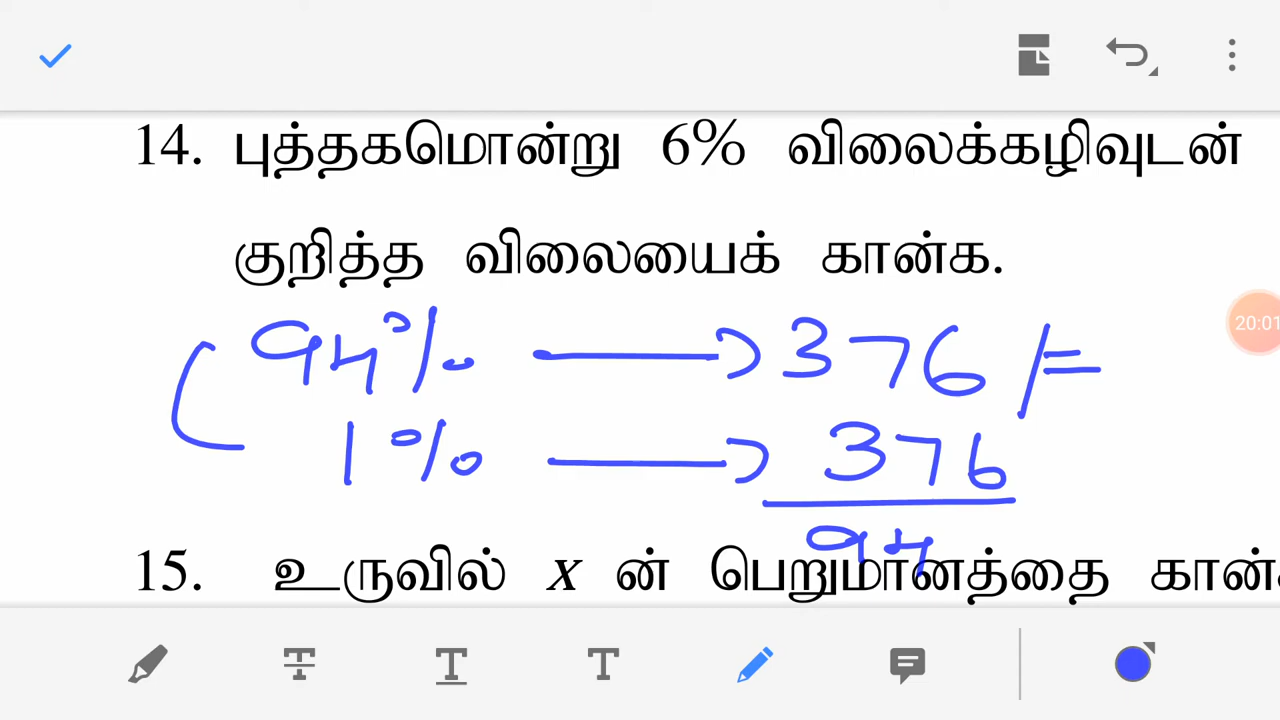 14. புத்தகமொன்று 6% விலைக்கழிவுடன்
குறித்த விலையைக் கான்க.
94% → 376/=
20:01
1% → 376
94
15. உருவில் x ன் பெறுமானத்தை கான்க
T T T